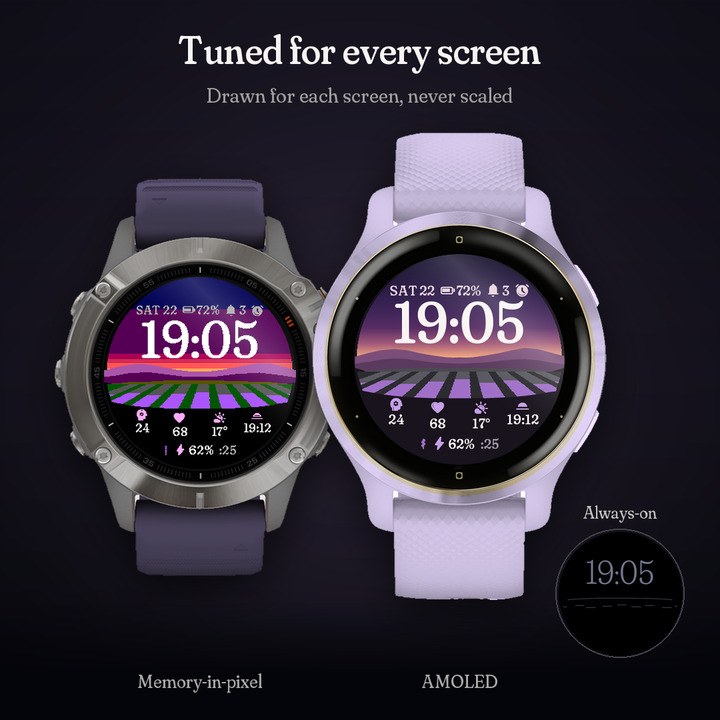 Tuned for every screen
Drawn for each screen, never scaled
SAT 22 72% 3
19:05
24 68 17° 19:12
62% :25
SAT 22 72% 3
19:05
24 68 17° 19:12
62% :25
Always-on
19:05
Memory-in-pixel
AMOLED